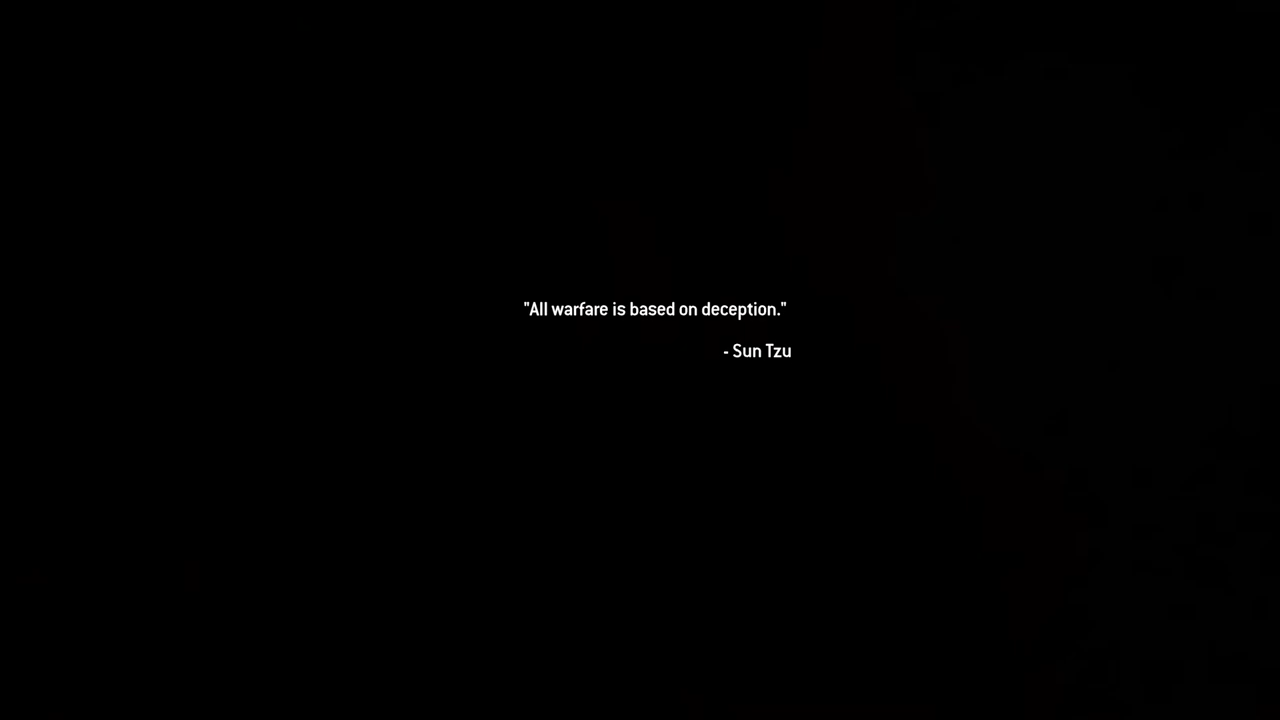 "All warfare is based on deception."
- Sun Tzu